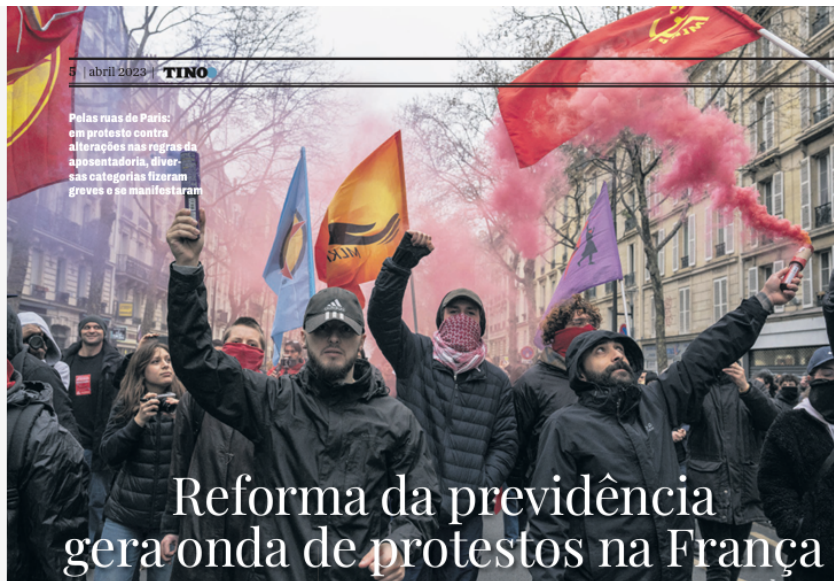 5 | abril 2023 | TINO
Pelas ruas de Paris:
em protesto contra
alterações nas regras da
aposentadoria, diver-
sas categorias fizeram
greves e se manifestaram
MLKP
Reforma da previdência
gera onda de protestos na França